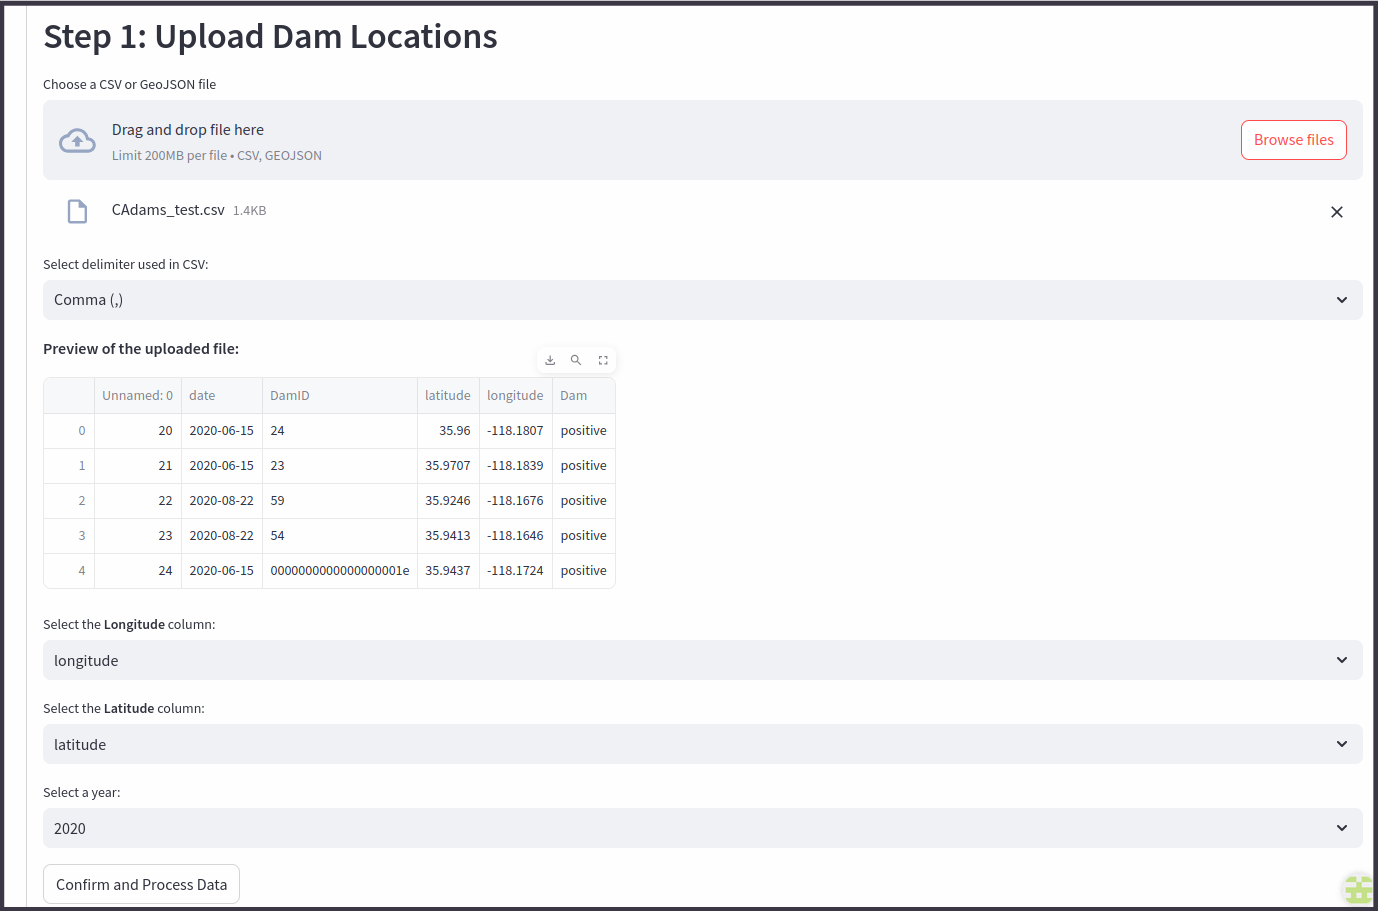 Step 1: Upload Dam Locations
Choose a CSV or GeoJSON file
Drag and drop file here
Limit 200MB per file • CSV, GEOJSON
Browse files
CAdams_test.csv 1.4KB
Select delimiter used in CSV:
Comma (,)
Preview of the uploaded file:
Unnamed: 0 date DamID latitude longitude Dam
0 20 2020-06-15 24 35.96 -118.1807 positive
1 21 2020-06-15 23 35.9707 -118.1839 positive
2 22 2020-08-22 59 35.9246 -118.1676 positive
3 23 2020-08-22 54 35.9413 -118.1646 positive
4 24 2020-06-15 0000000000000000001e 35.9437 -118.1724 positive
Select the Longitude column:
longitude
Select the Latitude column:
latitude
Select a year:
2020
Confirm and Process Data